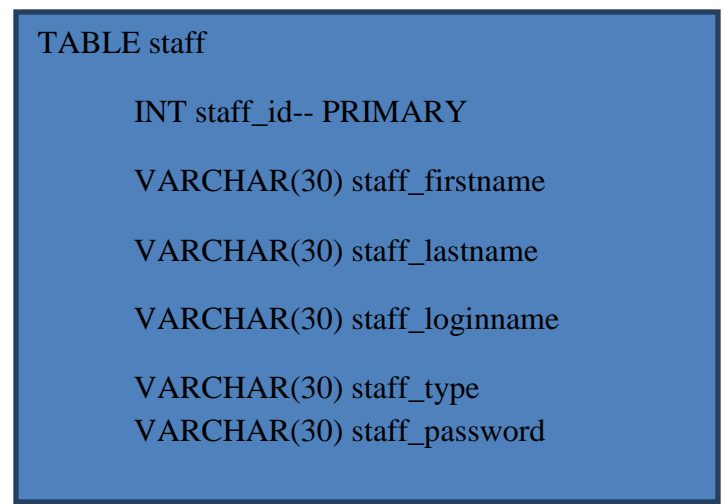 TABLE staff
INT staff_id-- PRIMARY
VARCHAR(30) staff_firstname
VARCHAR(30) staff_lastname
VARCHAR(30) staff_loginname
VARCHAR(30) staff_type
VARCHAR(30) staff_password